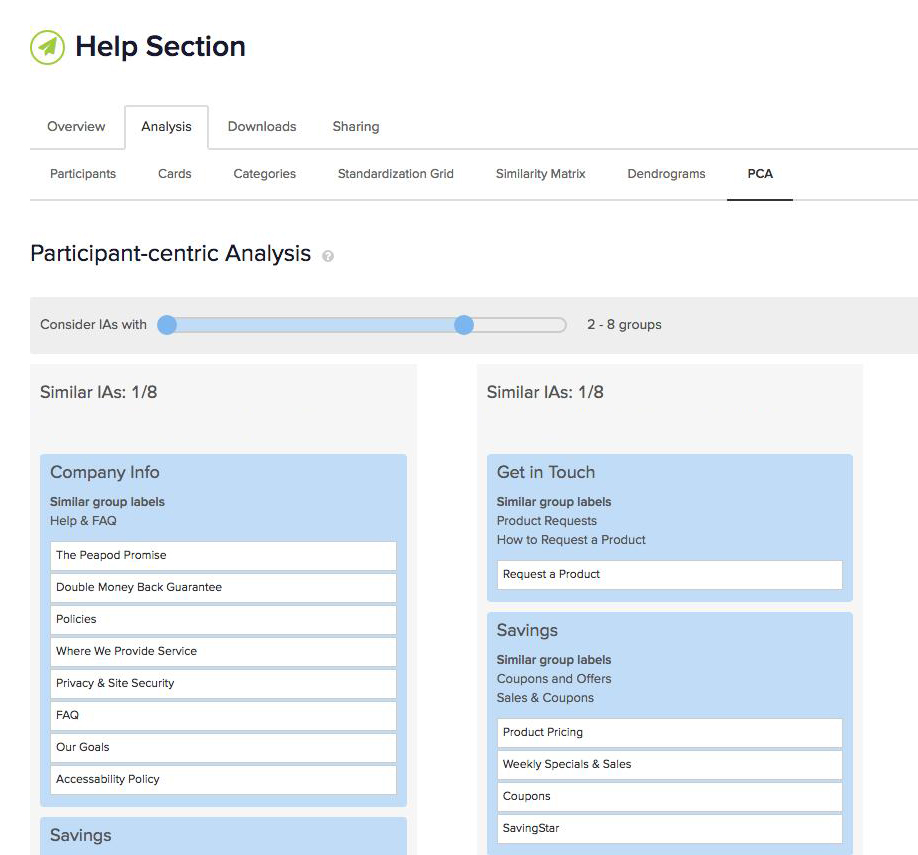 Help Section
Overview
Analysis
Downloads
Sharing
Participants
Cards
Categories
Standardization Grid
Similarity Matrix
Dendrograms
PCA
Participant-centric Analysis ?
Consider IAs with
2 - 8 groups
Similar IAs: 1/8
Company Info
Similar group labels
Help & FAQ
The Peapod Promise
Double Money Back Guarantee
Policies
Where We Provide Service
Privacy & Site Security
FAQ
Our Goals
Accessability Policy
Savings
Similar IAs: 1/8
Get in Touch
Similar group labels
Product Requests
How to Request a Product
Request a Product
Savings
Similar group labels
Coupons and Offers
Sales & Coupons
Product Pricing
Weekly Specials & Sales
Coupons
SavingStar